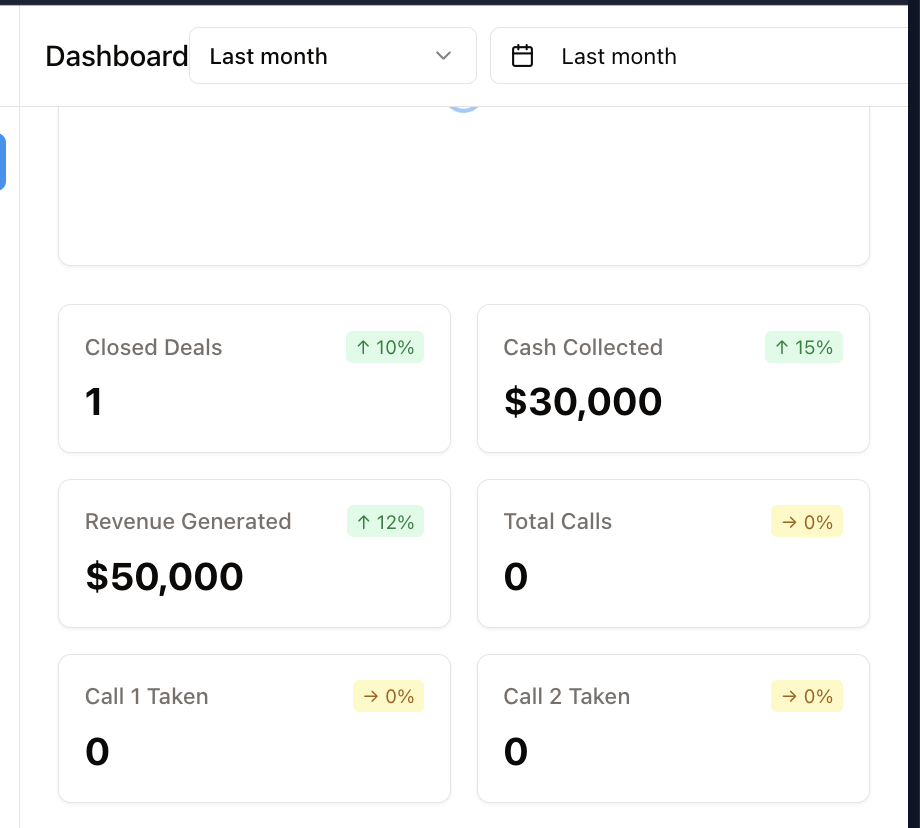 Dashboard Last month Last month
Closed Deals ↑ 10%
1
Cash Collected ↑ 15%
$30,000
Revenue Generated ↑ 12%
$50,000
Total Calls → 0%
0
Call 1 Taken → 0%
0
Call 2 Taken → 0%
0